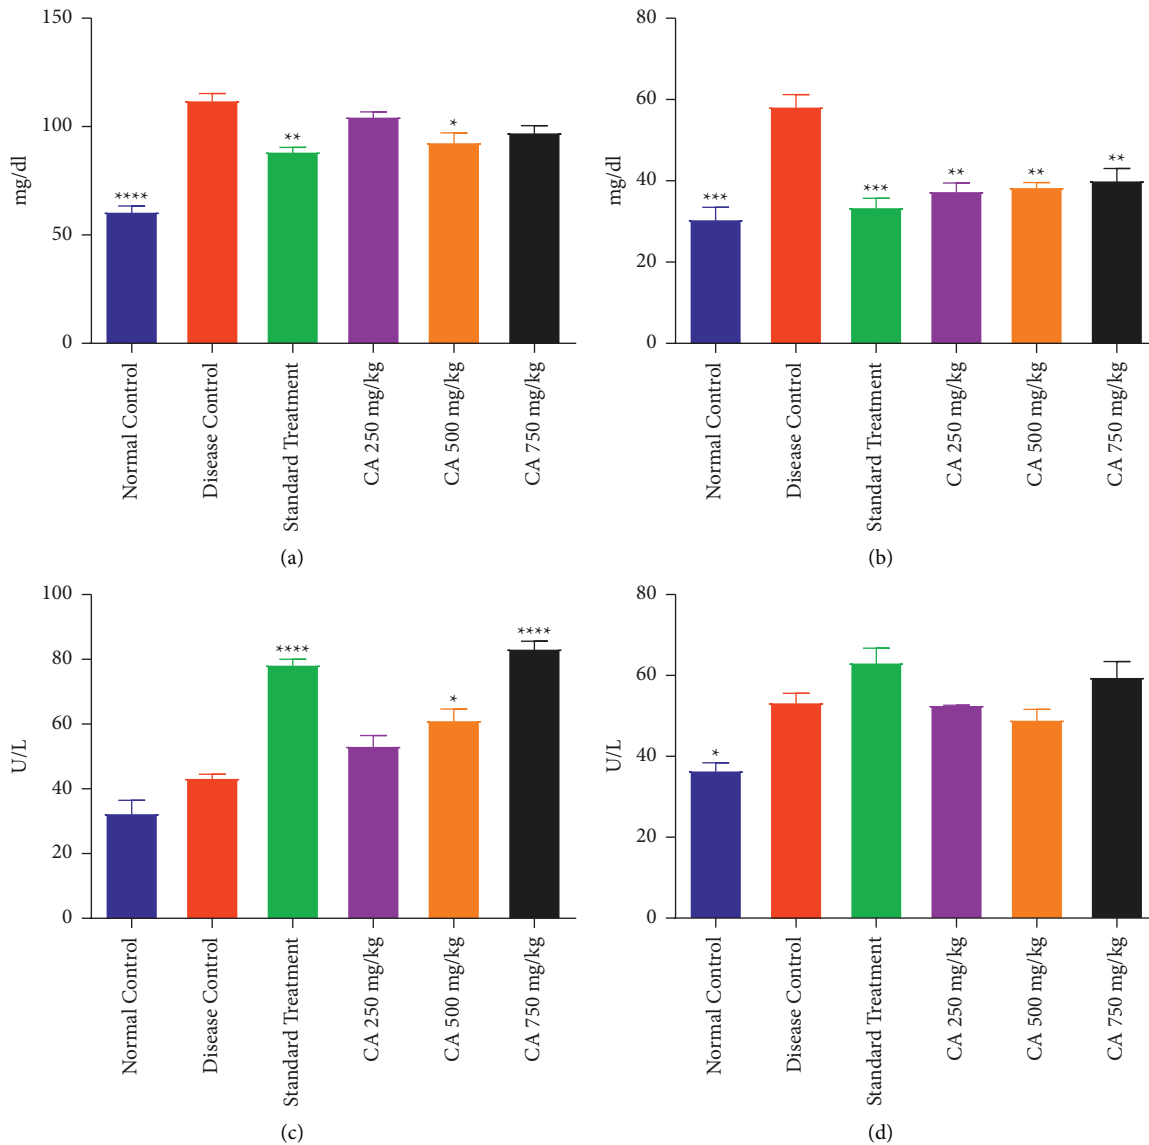 150
100
50
0
mg/dl
****
**
*
Normal Control
Disease Control
Standard Treatment
CA 250 mg/kg
CA 500 mg/kg
CA 750 mg/kg
(a)
80
60
40
20
0
mg/dl
***
***
**
**
**
Normal Control
Disease Control
Standard Treatment
CA 250 mg/kg
CA 500 mg/kg
CA 750 mg/kg
(b)
100
80
60
40
20
0
U/L
****
*
****
Normal Control
Disease Control
Standard Treatment
CA 250 mg/kg
CA 500 mg/kg
CA 750 mg/kg
(c)
80
60
40
20
0
U/L
*
Normal Control
Disease Control
Standard Treatment
CA 250 mg/kg
CA 500 mg/kg
CA 750 mg/kg
(d)